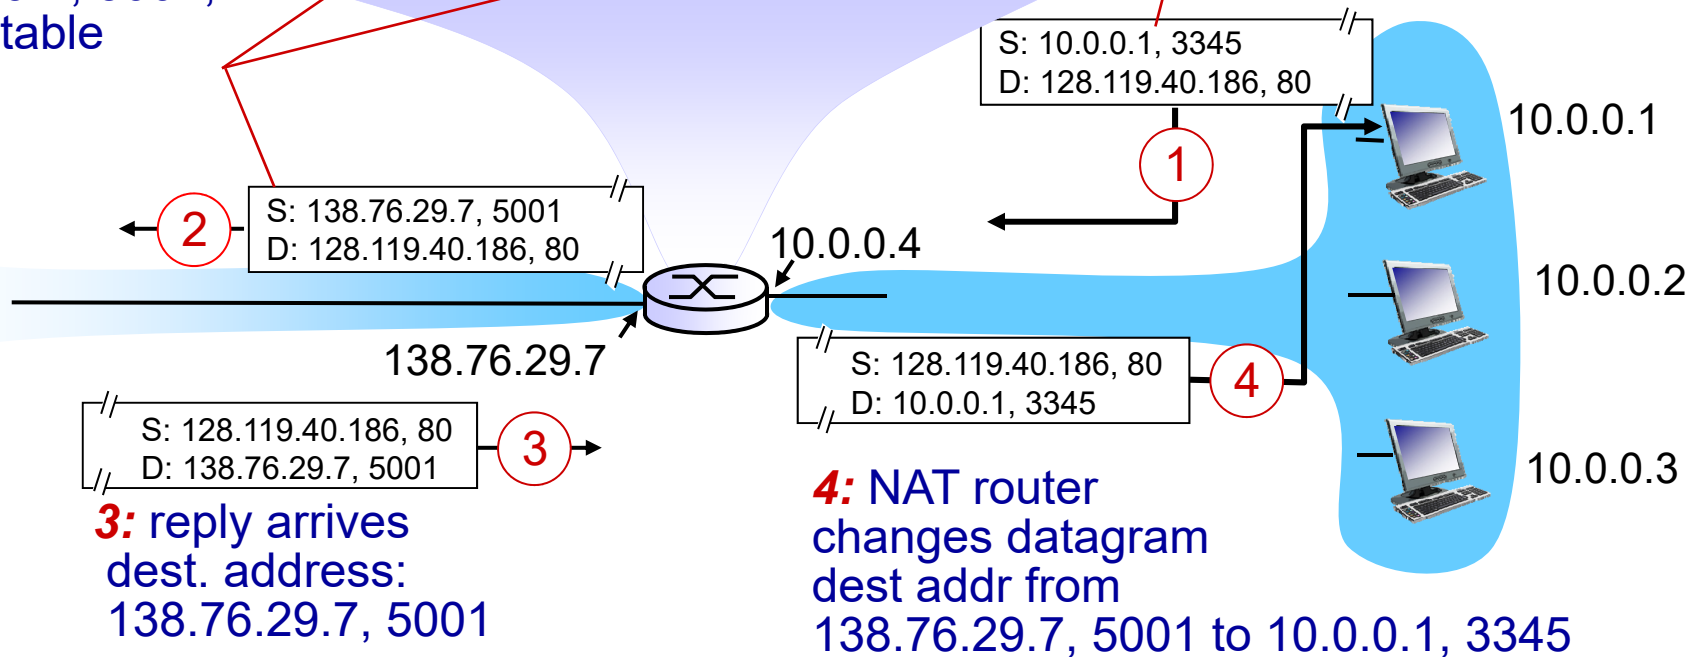 table
S: 10.0.0.1, 3345
D: 128.119.40.186, 80
10.0.0.1
1
2
S: 138.76.29.7, 5001
D: 128.119.40.186, 80
10.0.0.4
10.0.0.2
138.76.29.7
S: 128.119.40.186, 80
D: 10.0.0.1, 3345
4
S: 128.119.40.186, 80
D: 138.76.29.7, 5001
3
10.0.0.3
3: reply arrives
dest. address:
138.76.29.7, 5001
4: NAT router
changes datagram
dest addr from
138.76.29.7, 5001 to 10.0.0.1, 3345